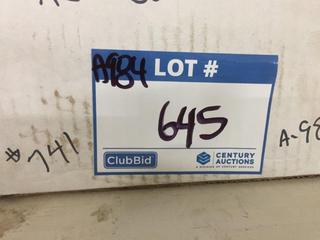 A984 LOT #
645
#741
A-98
ClubBid
CENTURY
AUCTIONS
A DIVISION OF CENTURY SERVICES